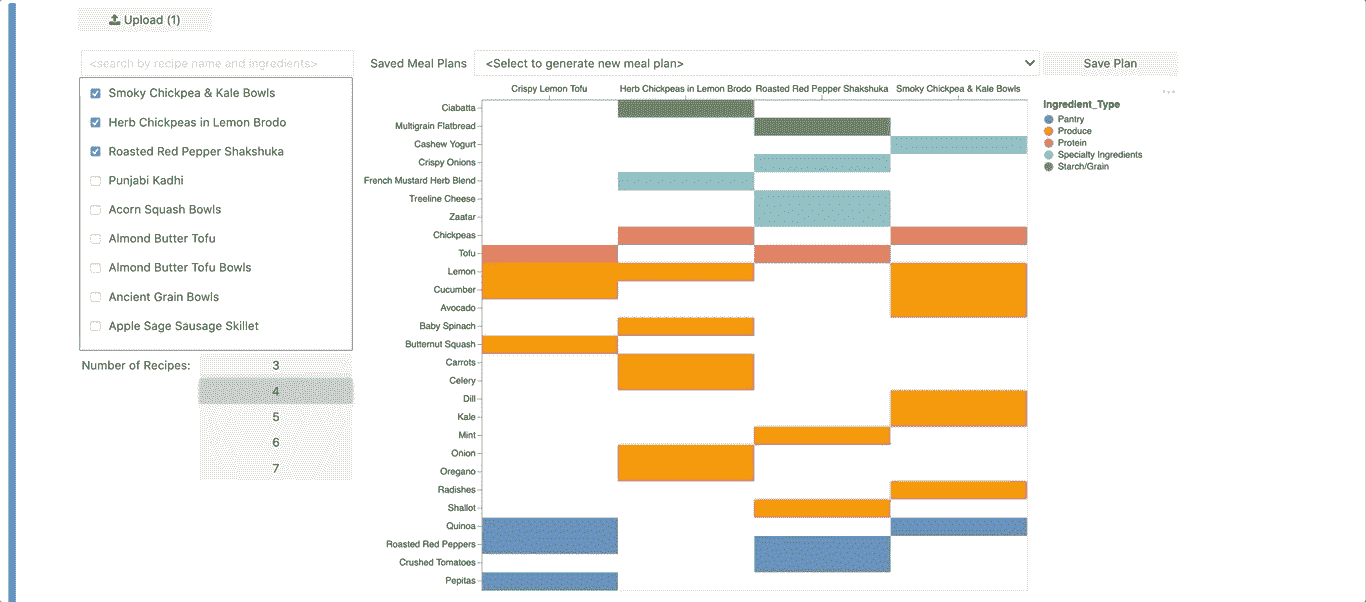 Upload (1)
<search by recipe name and ingredients>
Saved Meal Plans
<Select to generate new meal plan>
Save Plan
Smoky Chickpea & Kale Bowls
Herb Chickpeas in Lemon Brodo
Roasted Red Pepper Shakshuka
Punjabi Kadhi
Acorn Squash Bowls
Almond Butter Tofu
Almond Butter Tofu Bowls
Ancient Grain Bowls
Apple Sage Sausage Skillet
Number of Recipes:
3
4
5
6
7
Crispy Lemon Tofu
Herb Chickpeas in Lemon Brodo
Roasted Red Pepper Shakshuka
Smoky Chickpea & Kale Bowls
Ciabatta
Multigrain Flatbread
Cashew Yogurt
Crispy Onions
French Mustard Herb Blend
Treeline Cheese
Zaatar
Chickpeas
Tofu
Lemon
Cucumber
Avocado
Baby Spinach
Butternut Squash
Carrots
Celery
Dill
Kale
Mint
Onion
Oregano
Radishes
Shallot
Quinoa
Roasted Red Peppers
Crushed Tomatoes
Pepitas
Ingredient_Type
Pantry
Produce
Protein
Specialty Ingredients
Starch/Grain